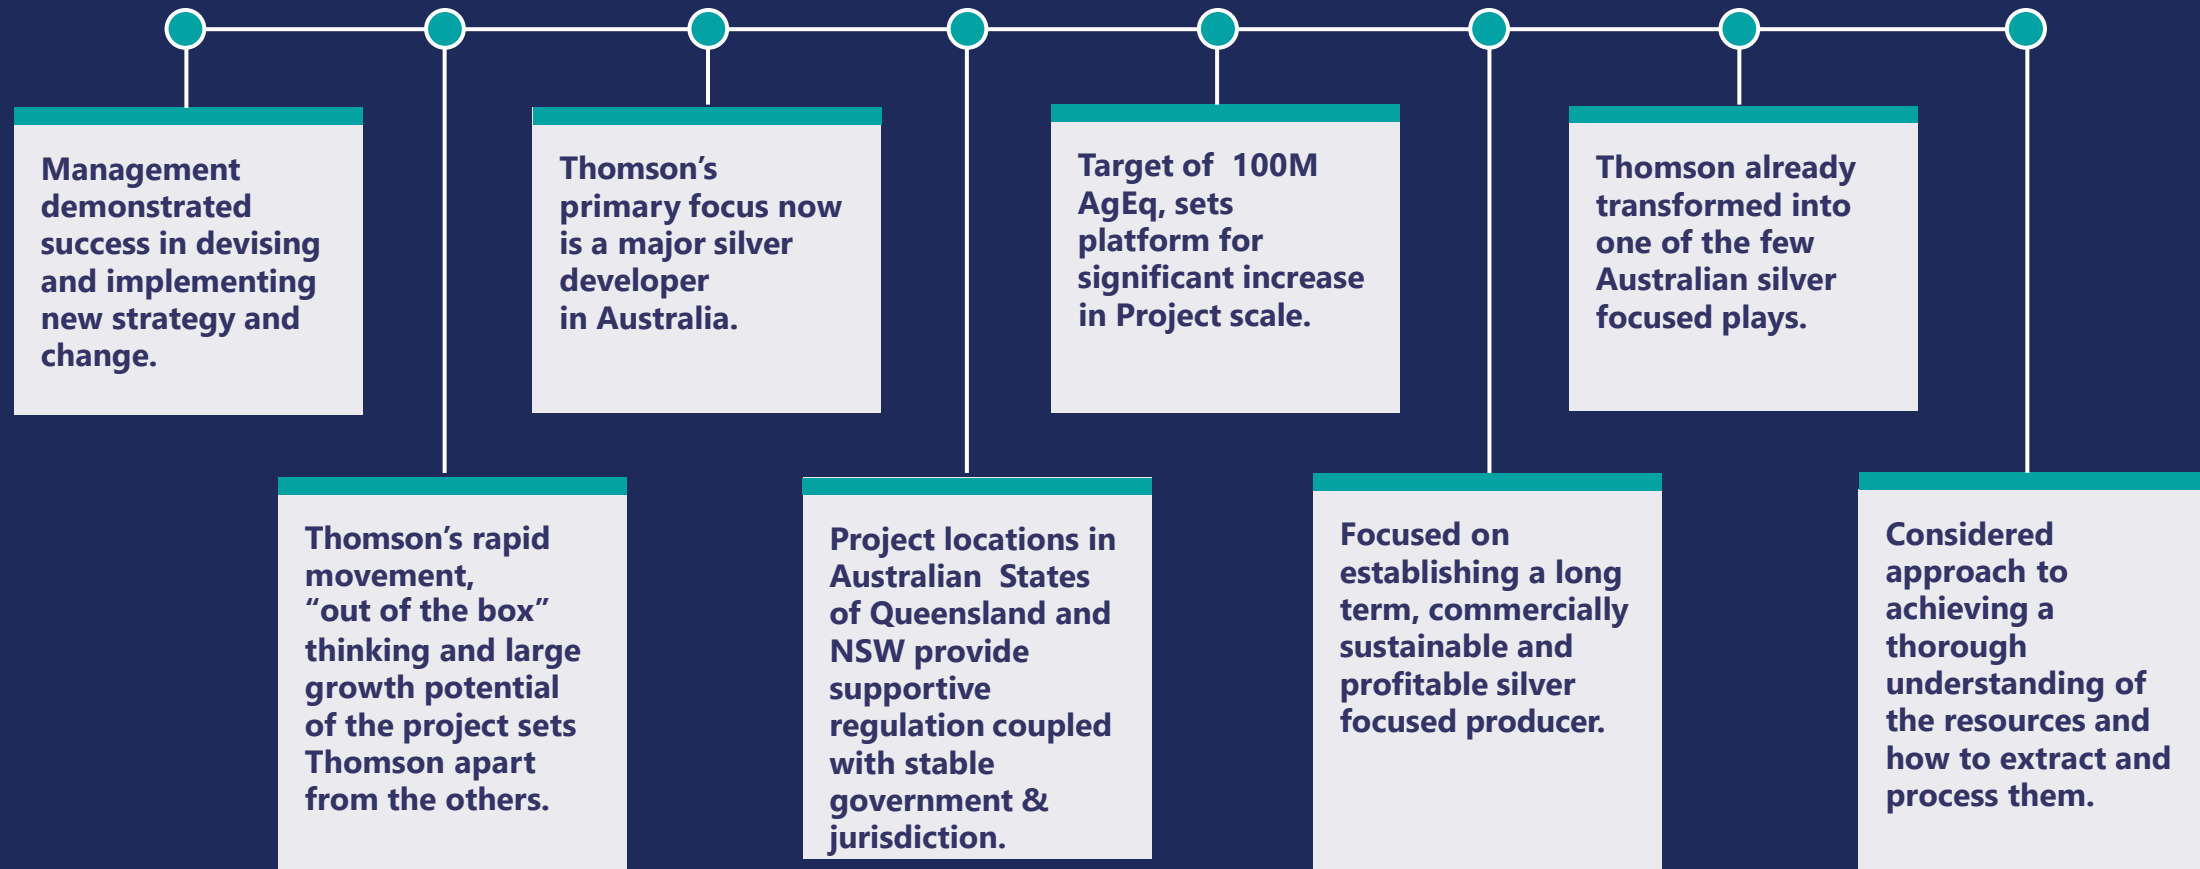 Management
demonstrated
success in devising
and implementing
new strategy and
change.
Thomson’s rapid
movement,
“out of the box”
thinking and large
growth potential
of the project sets
Thomson apart
from the others.
Thomson’s
primary focus now
is a major silver
developer
in Australia.
Project locations in
Australian  States
of Queensland and
NSW provide
supportive
regulation coupled
with stable
government &
jurisdiction.
Target of  100M
AgEq, sets
platform for
significant increase
in Project scale.
Focused on
establishing a long
term, commercially
sustainable and
profitable silver
focused producer.
Thomson already
transformed into
one of the few
Australian silver
focused plays.
Considered
approach to
achieving a
thorough
understanding of
the resources and
how to extract and
process them.